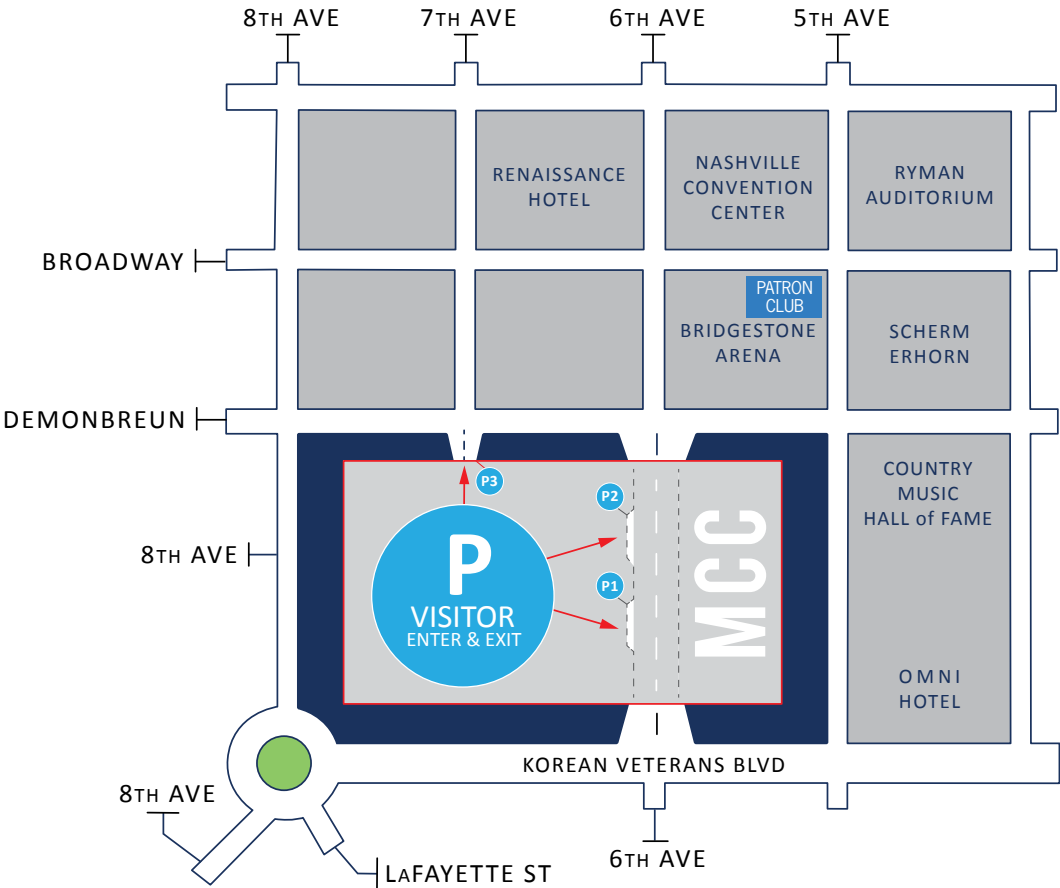 8TH AVE
7TH AVE
6TH AVE
5TH AVE
RENAISSANCE
HOTEL
NASHVILLE
CONVENTION
CENTER
RYMAN
AUDITORIUM
BROADWAY
PATRON
CLUB
BRIDGESTONE
ARENA
SCHERM
ERHORN
DEMONBREUN
P3
P2
P1
P
VISITOR
ENTER & EXIT
MCC
COUNTRY
MUSIC
HALL of FAME
8TH AVE
OMNI
HOTEL
KOREAN VETERANS BLVD
8TH AVE
6TH AVE
LAFAYETTE ST